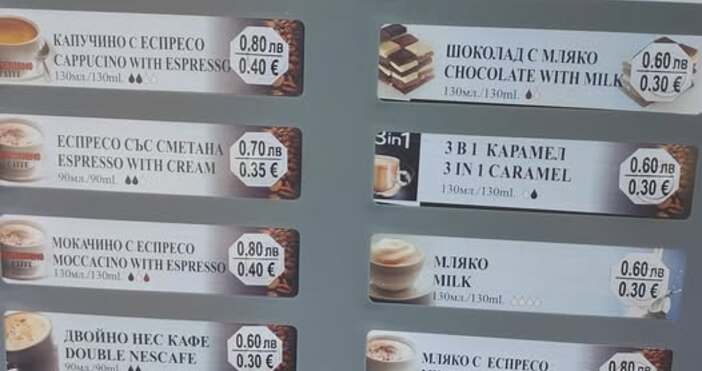 КАПУЧИНО С ЕСПРЕСО
CAPPUCINO WITH ESPRESSO
130мл./130ml.
0.80 лв
0.40 €
ЕСПРЕСО СЪС СМЕТАНА
ESPRESSO WITH CREAM
90мл./90ml.
0.70 лв
0.35 €
МОКАЧИНО С ЕСПРЕСО
MOCCACINO WITH ESPRESSO
130мл./130ml.
0.80 лв
0.40 €
ДВОЙНО НЕС КАФЕ
DOUBLE NESCAFE
90мл./90ml.
0.60 лв
0.30 €
ШОКОЛАД С МЛЯКО
CHOCOLATE WITH MILK
130мл./130ml.
0.60 лв
0.30 €
3in1
3 В 1 КАРАМЕЛ
3 IN 1 CARAMEL
130мл./130ml.
0.60 лв
0.30 €
МЛЯКО
MILK
130мл./130ml.
0.60 лв
0.30 €
МЛЯКО С ЕСПРЕСО
0.80 лв